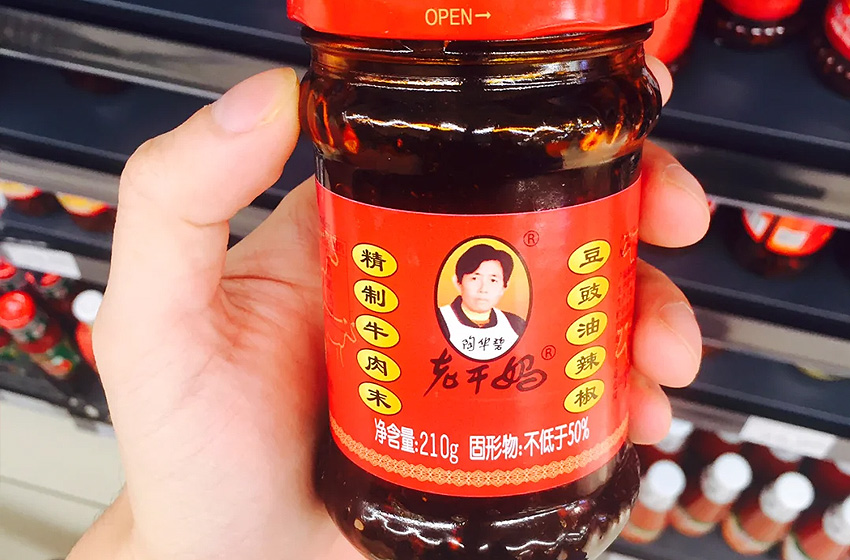 OPEN→
精制牛肉末
豆豉油辣椒
®
陶华碧
老干妈®
净含量:210g 固形物:不低于50%